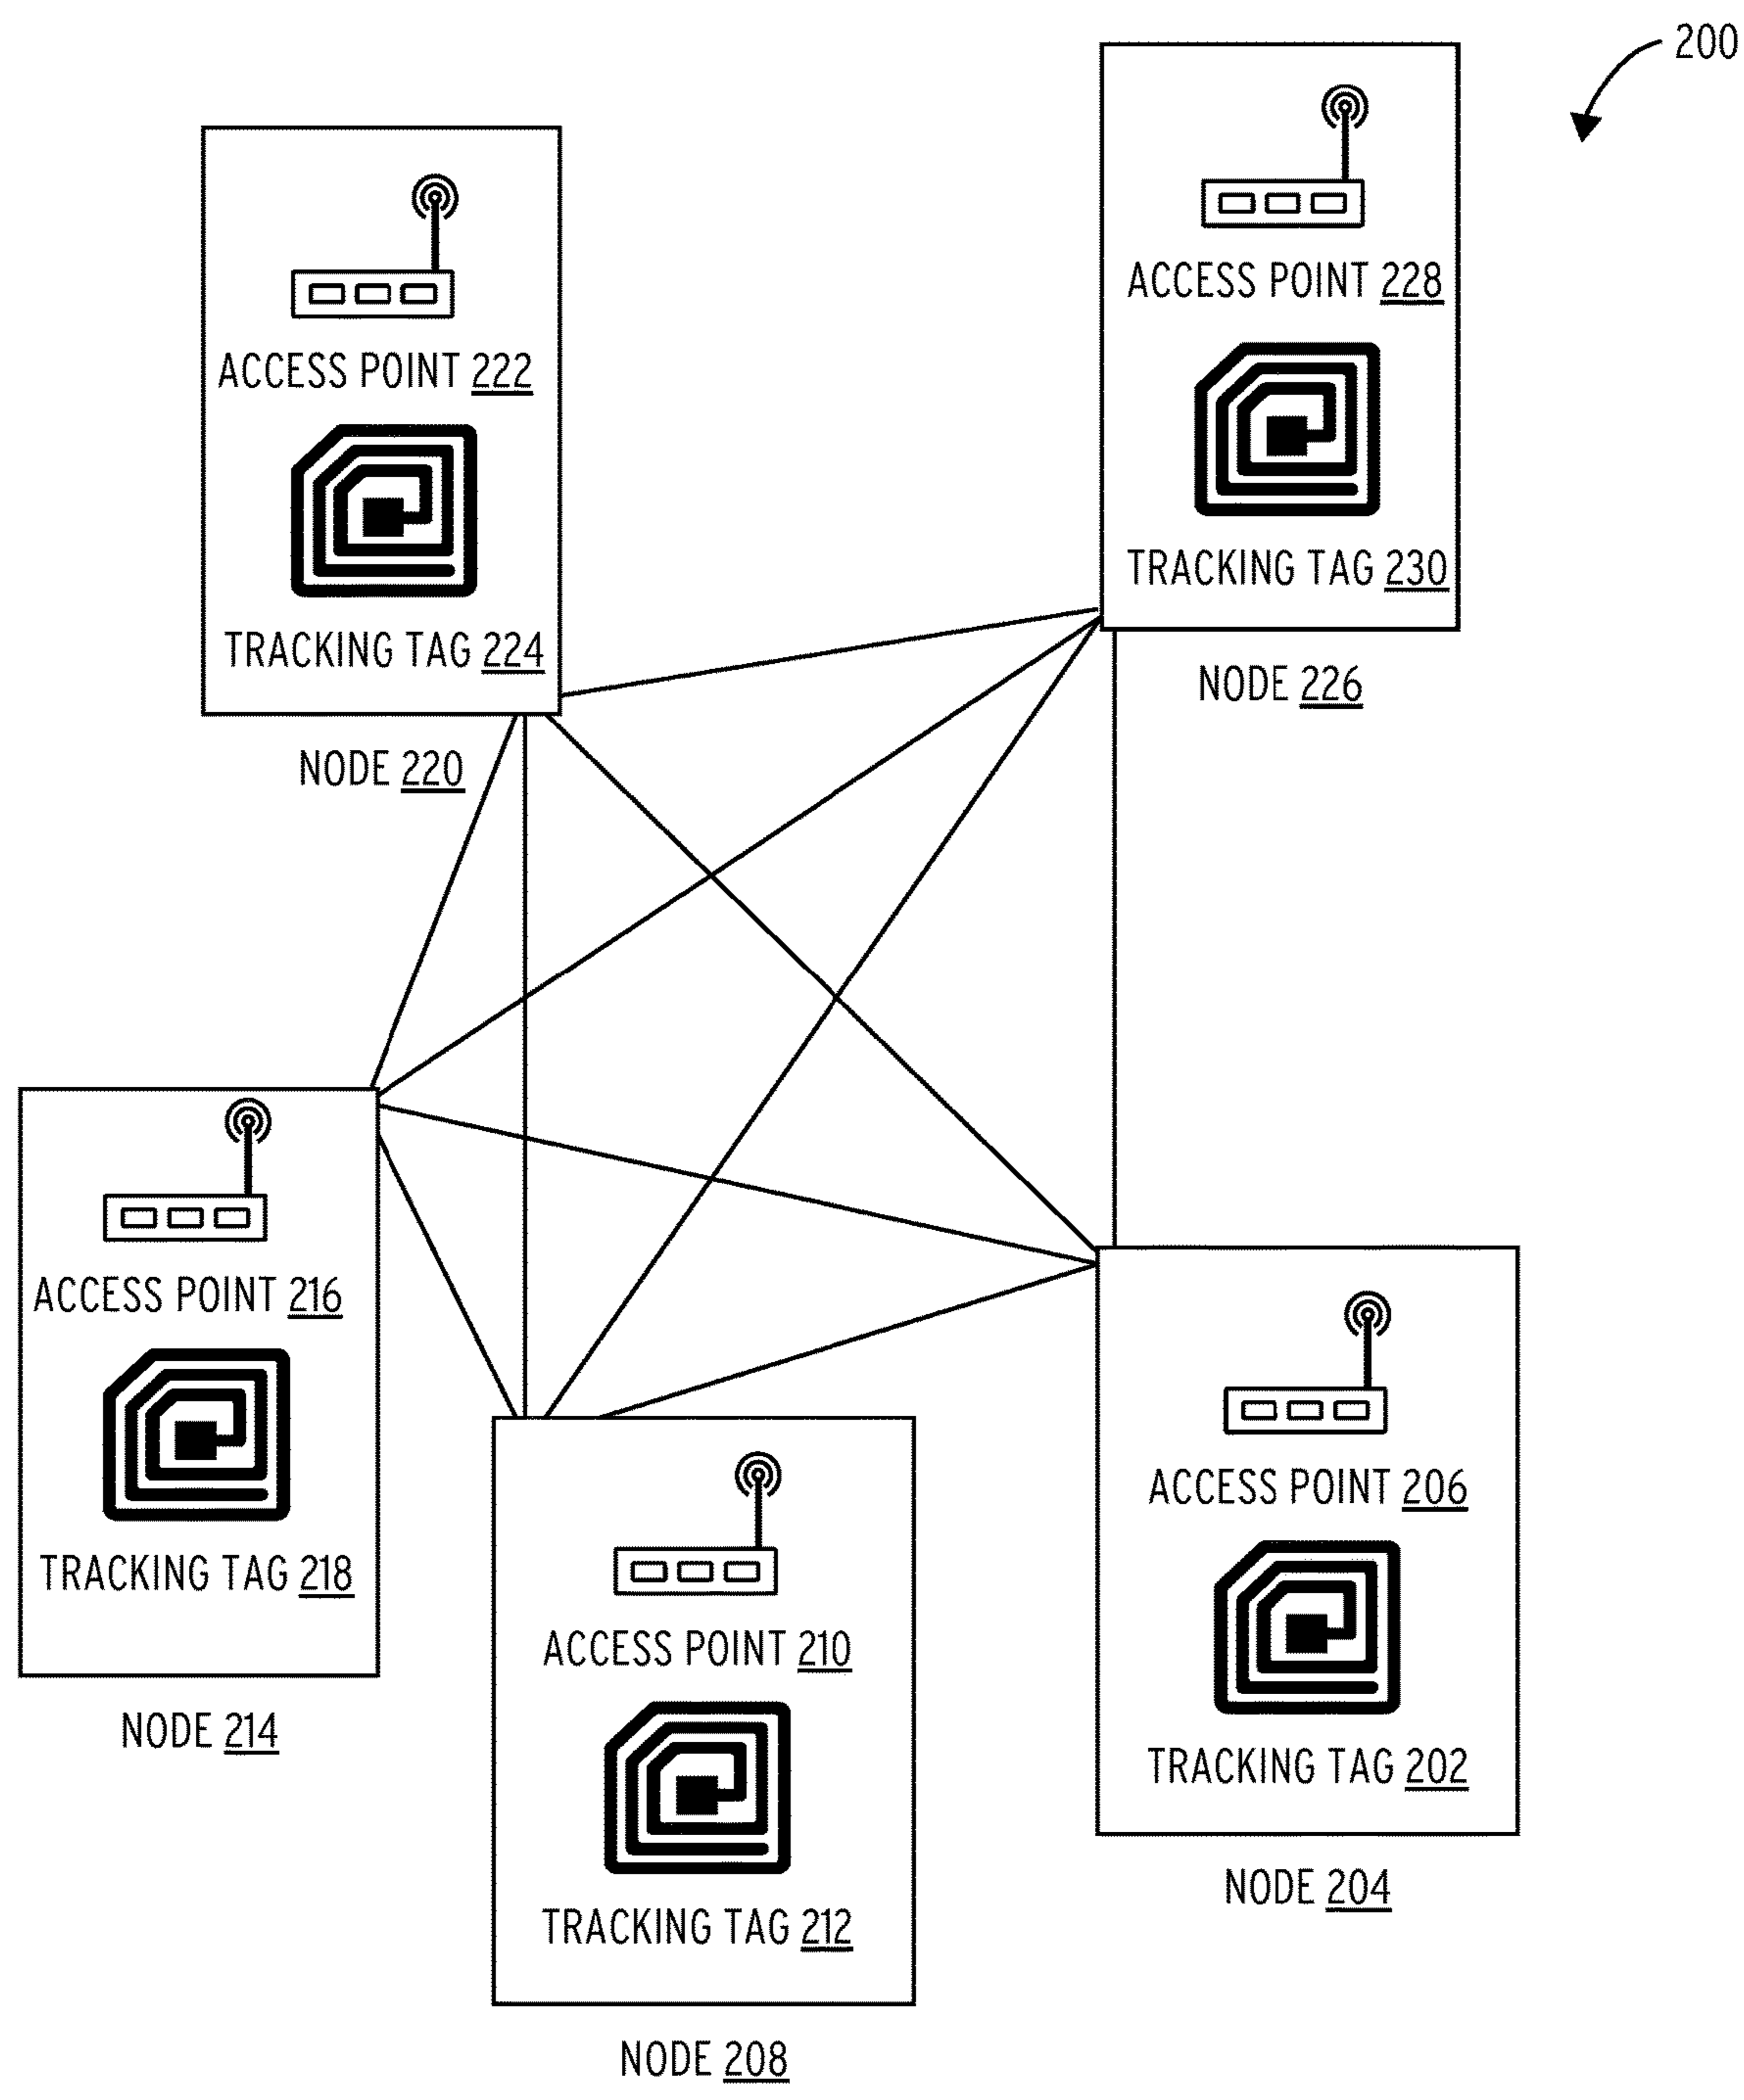 200
ACCESS POINT 228
TRACKING TAG 230
NODE 226
ACCESS POINT 222
TRACKING TAG 224
NODE 220
ACCESS POINT 216
TRACKING TAG 218
NODE 214
ACCESS POINT 210
TRACKING TAG 212
NODE 208
ACCESS POINT 206
TRACKING TAG 202
NODE 204